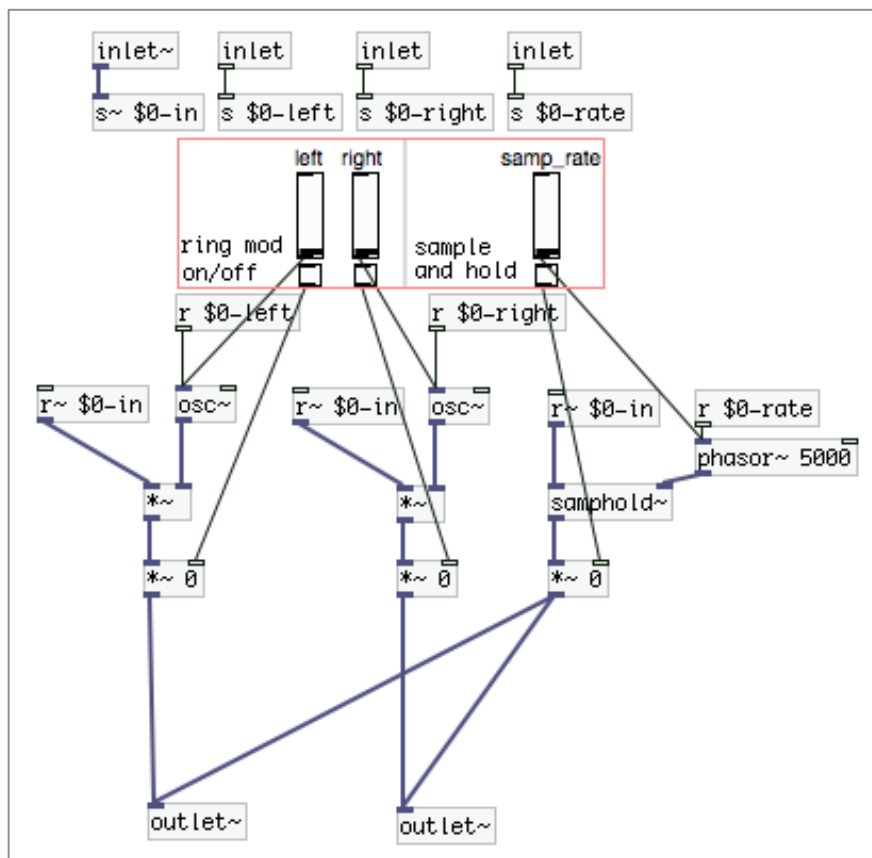 inlet~ inlet inlet inlet
s~ $0-in s $0-left s $0-right s $0-rate
left right samp_rate
ring mod
on/off
sample
and hold
r $0-left r $0-right
r~ $0-in osc~ r~ $0-in osc~ r~ $0-in r $0-rate
phasor~ 5000
*~ *~ samphold~
*~ 0 *~ 0 *~ 0
outlet~ outlet~